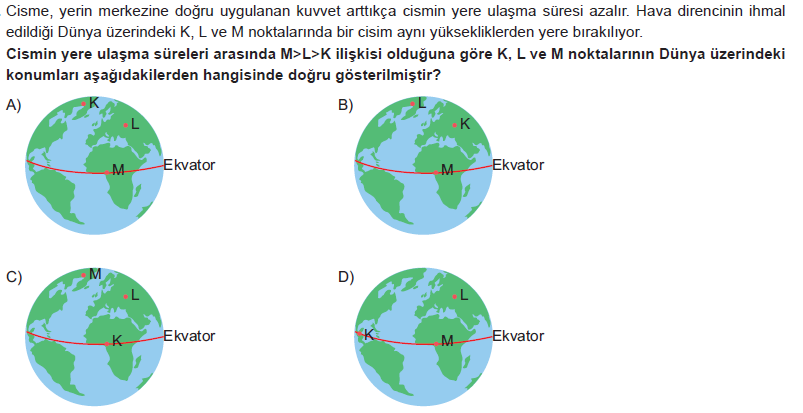 Cisme, yerin merkezine doğru uygulanan kuvvet arttıkça cismin yere ulaşma süresi azalır. Hava direncinin ihmal
edildiği Dünya üzerindeki K, L ve M noktalarında bir cisim aynı yüksekliklerden yere bırakılıyor.
Cismin yere ulaşma süreleri arasında M>L>K ilişkisi olduğuna göre K, L ve M noktalarının Dünya üzerindeki
konumları aşağıdakilerden hangisinde doğru gösterilmiştir?
A)
K
L
M
Ekvator
B)
L
K
M
Ekvator
C)
M
L
K
Ekvator
D)
L
K
M
Ekvator